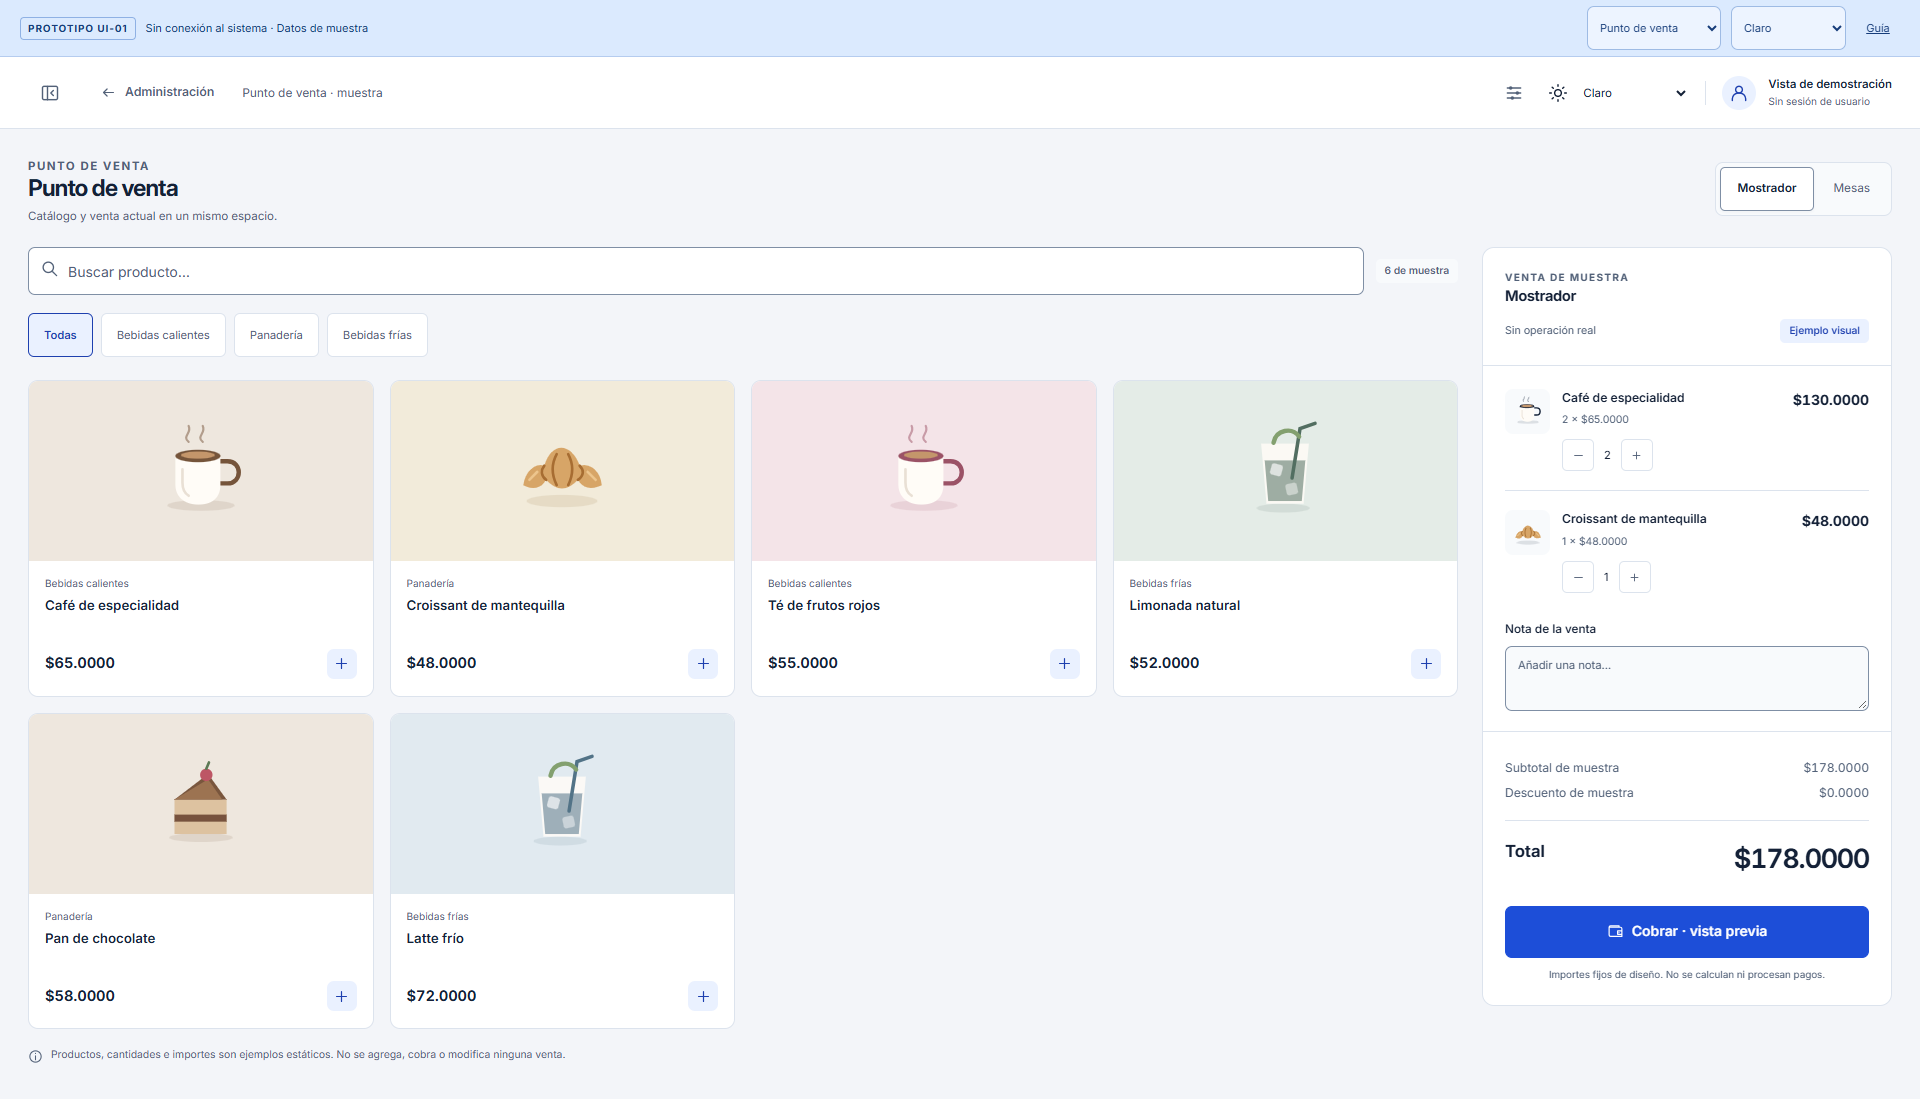 PROTOTIPO UI-01
Sin conexión al sistema · Datos de muestra
Punto de venta
Claro
Guía
Administración
Punto de venta · muestra
Claro
Vista de demostración
Sin sesión de usuario
PUNTO DE VENTA
Punto de venta
Catálogo y venta actual en un mismo espacio.
Mostrador
Mesas
Buscar producto...
6 de muestra
Todas
Bebidas calientes
Panadería
Bebidas frías
Bebidas calientes
Café de especialidad
$65.0000
Panadería
Croissant de mantequilla
$48.0000
Bebidas calientes
Té de frutos rojos
$55.0000
Bebidas frías
Limonada natural
$52.0000
Panadería
Pan de chocolate
$58.0000
Bebidas frías
Latte frío
$72.0000
Productos, cantidades e importes son ejemplos estáticos. No se agrega, cobra o modifica ninguna venta.
VENTA DE MUESTRA
Mostrador
Sin operación real
Ejemplo visual
Café de especialidad
$130.0000
2 × $65.0000
2
Croissant de mantequilla
$48.0000
1 × $48.0000
1
Nota de la venta
Añadir una nota...
Subtotal de muestra
$178.0000
Descuento de muestra
$0.0000
Total
$178.0000
Cobrar · vista previa
Importes fijos de diseño. No se calculan ni procesan pagos.